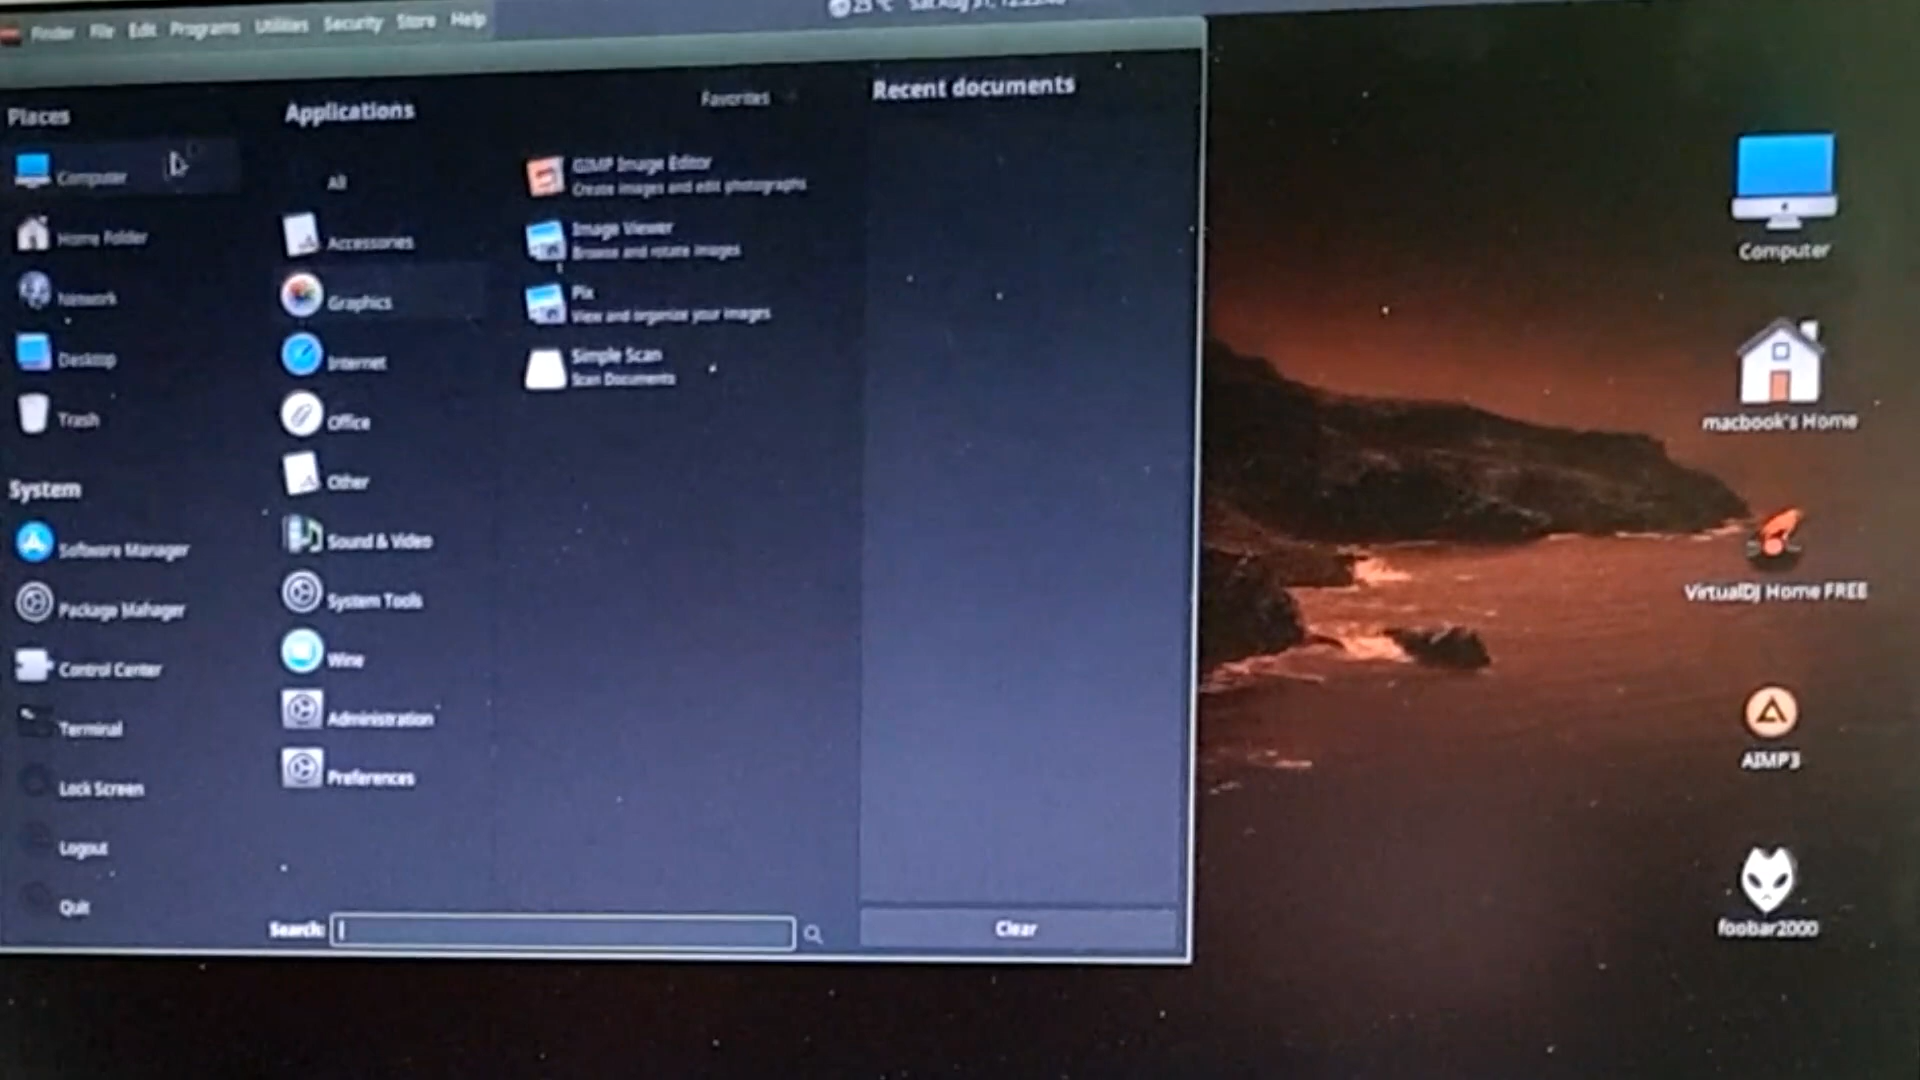 Finder File Edit Programs Utilities Security Store Help
Places
Computer
Home Folder
Network
Desktop
Trash
System
Software Manager
Package Manager
Control Center
Terminal
Lock Screen
Logout
Quit
Applications
Favorites
All
Accessories
Graphics
Internet
Office
Other
Sound & Video
System Tools
Wine
Administration
Preferences
GIMP Image Editor
Create images and edit photographs
Image Viewer
Browse and rotate images
Pix
View and organize your images
Simple Scan
Scan Documents
Search:
Recent documents
Clear
Computer
macbook's Home
VirtualDJ Home FREE
AIMP3
foobar2000